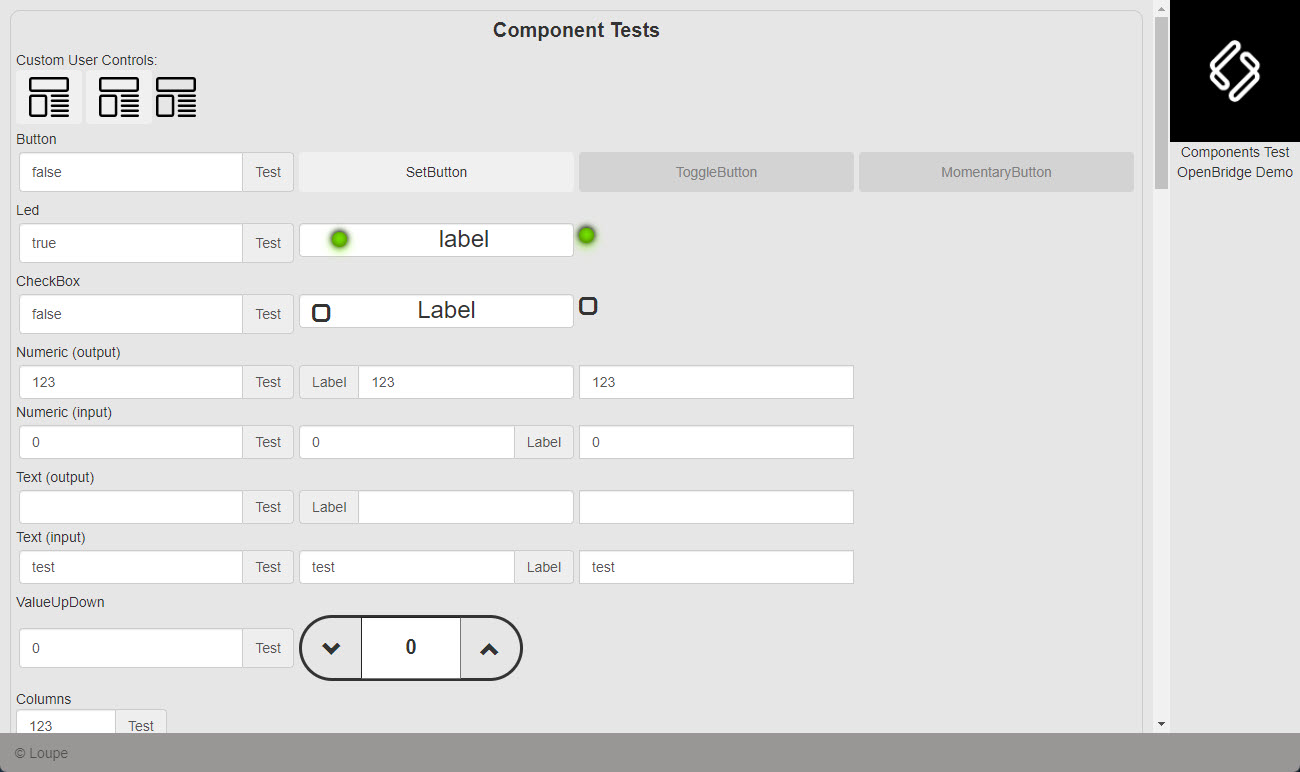 Component Tests
Custom User Controls:
Button
false Test SetButton ToggleButton MomentaryButton
Led
true Test label
CheckBox
false Test Label
Numeric (output)
123 Test Label 123 123
Numeric (input)
0 Test 0 Label 0
Text (output)
Test Label
Text (input)
test Test test Label test
ValueUpDown
0 Test 0
Columns
123 Test
Components Test
OpenBridge Demo
© Loupe